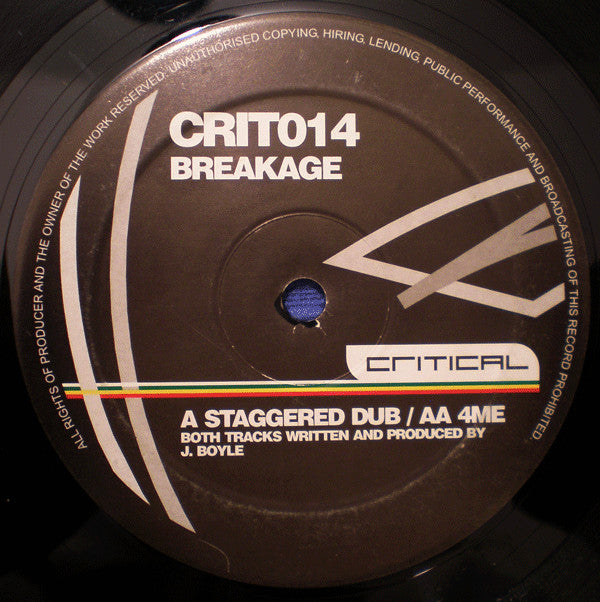 ALL RIGHTS OF PRODUCER AND THE OWNER OF THE WORK RESERVED. UNAUTHORISED COPYING, HIRING, LENDING, PUBLIC PERFORMANCE AND BROADCASTING OF THIS RECORD PROHIBITED.
CRIT014
BREAKAGE
CRITICAL
A STAGGERED DUB / AA 4ME
BOTH TRACKS WRITTEN AND PRODUCED BY
J. BOYLE